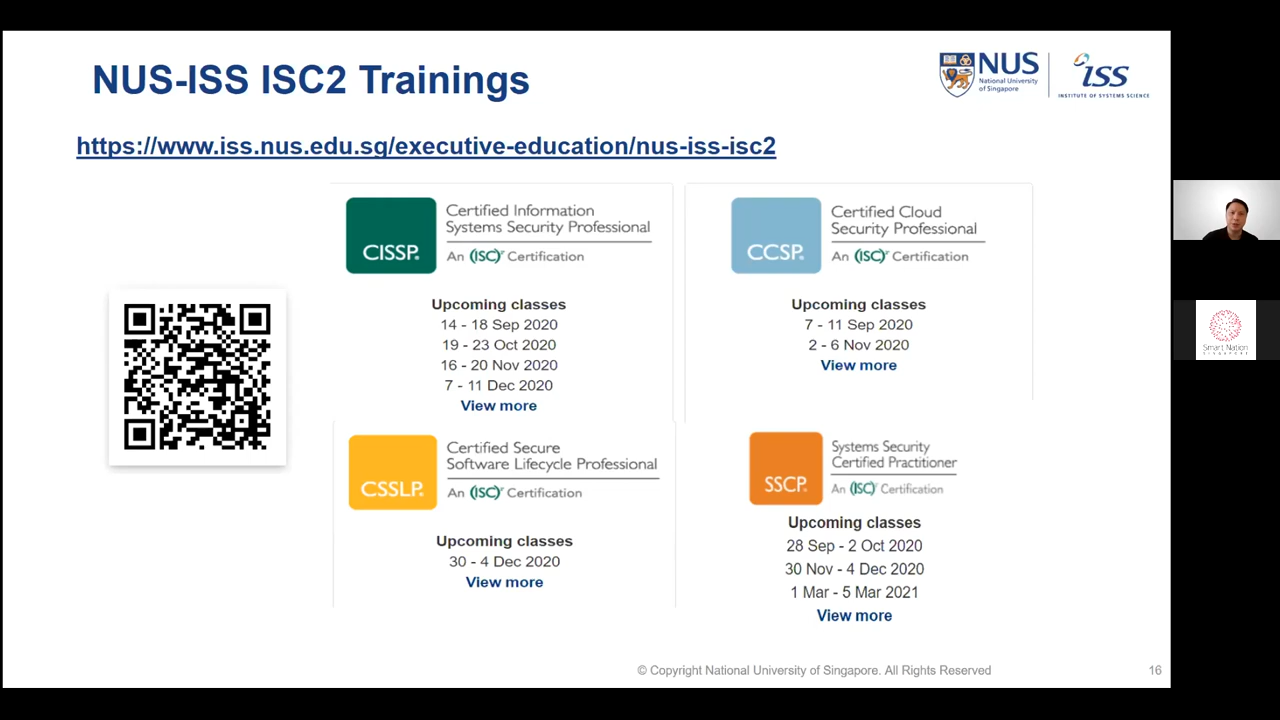 NUS-ISS ISC2 Trainings
NUS
National University
of Singapore
ISS
INSTITUTE OF SYSTEMS SCIENCE
https://www.iss.nus.edu.sg/executive-education/nus-iss-isc2
CISSP®
Certified Information
Systems Security Professional
An (ISC)² Certification
Upcoming classes
14 - 18 Sep 2020
19 - 23 Oct 2020
16 - 20 Nov 2020
7 - 11 Dec 2020
View more
CCSP®
Certified Cloud
Security Professional
An (ISC)² Certification
Upcoming classes
7 - 11 Sep 2020
2 - 6 Nov 2020
View more
CSSLP®
Certified Secure
Software Lifecycle Professional
An (ISC)² Certification
Upcoming classes
30 - 4 Dec 2020
View more
SSCP®
Systems Security
Certified Practitioner
An (ISC)² Certification
Upcoming classes
28 Sep - 2 Oct 2020
30 Nov - 4 Dec 2020
1 Mar - 5 Mar 2021
View more
Smart Nation
SINGAPORE
© Copyright National University of Singapore. All Rights Reserved
16